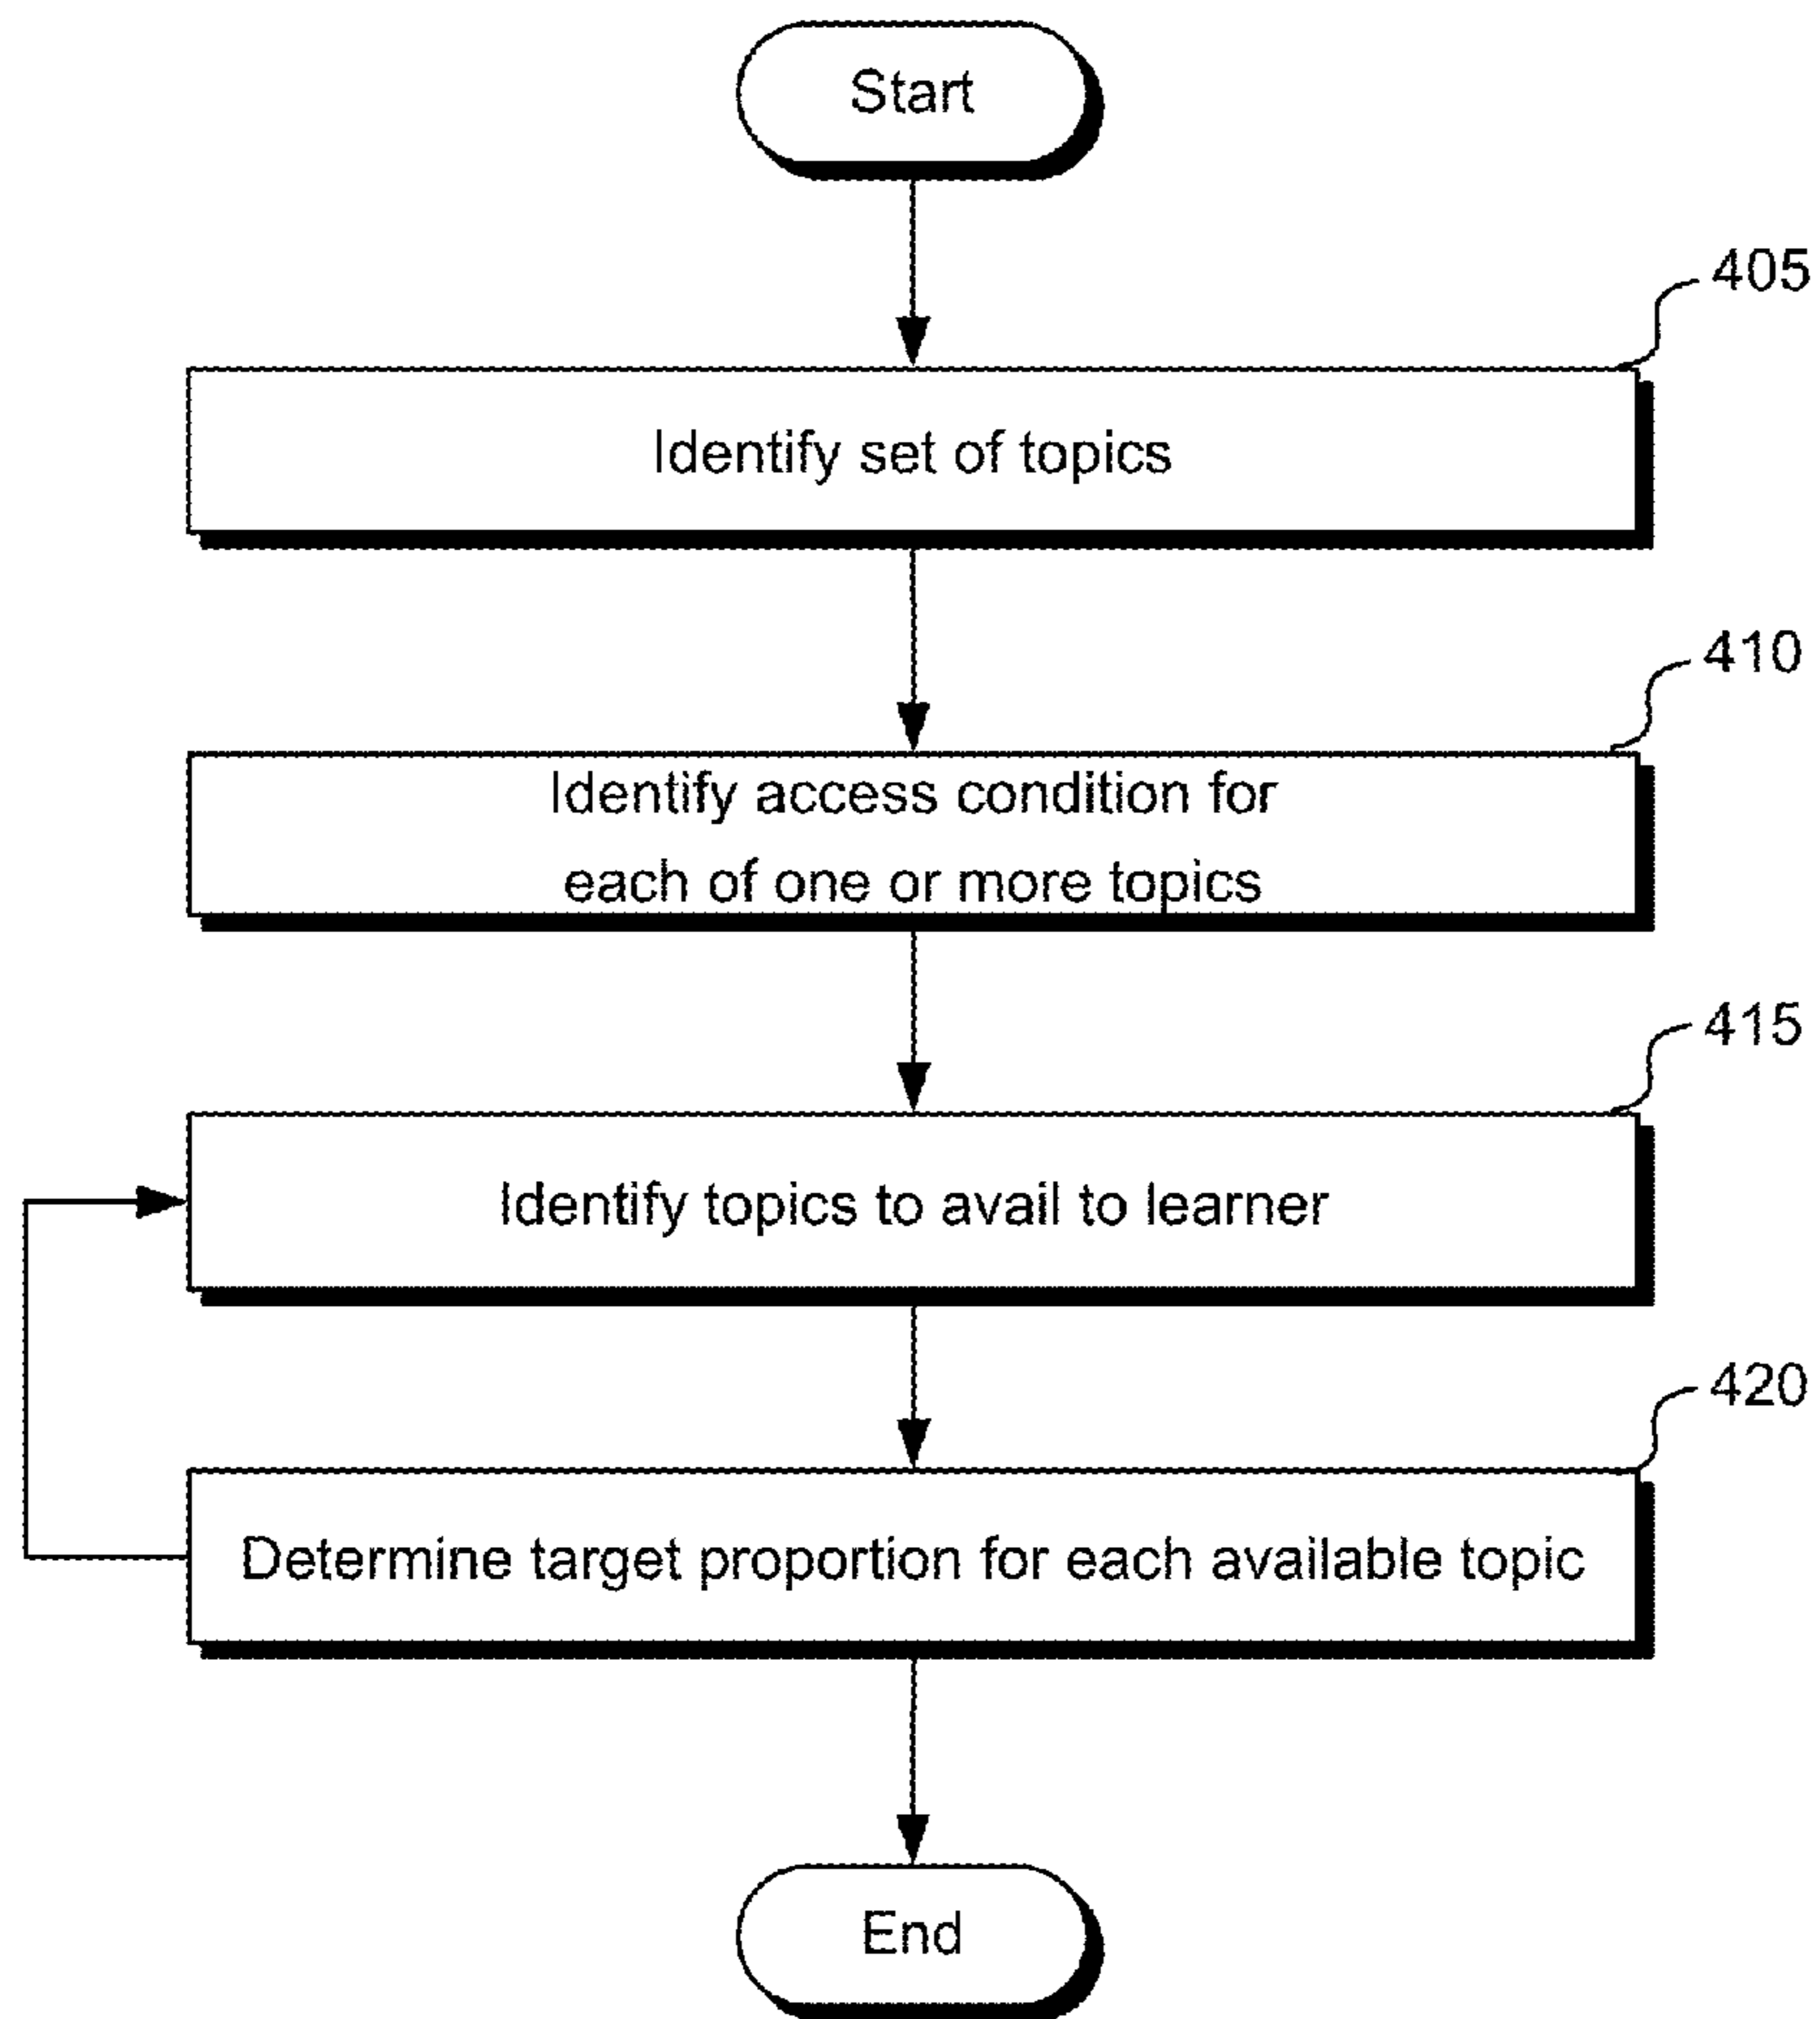 Start
405
Identify set of topics
410
Identify access condition for
each of one or more topics
415
Identify topics to avail to learner
420
Determine target proportion for each available topic
End